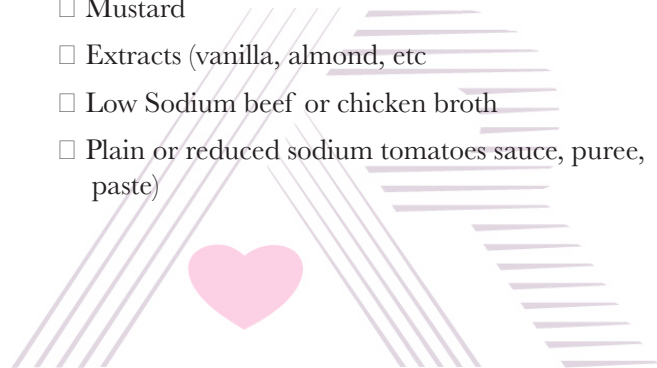 □ Mustard
□ Extracts (vanilla, almond, etc
□ Low Sodium beef or chicken broth
□ Plain or reduced sodium tomatoes sauce, puree,
paste)